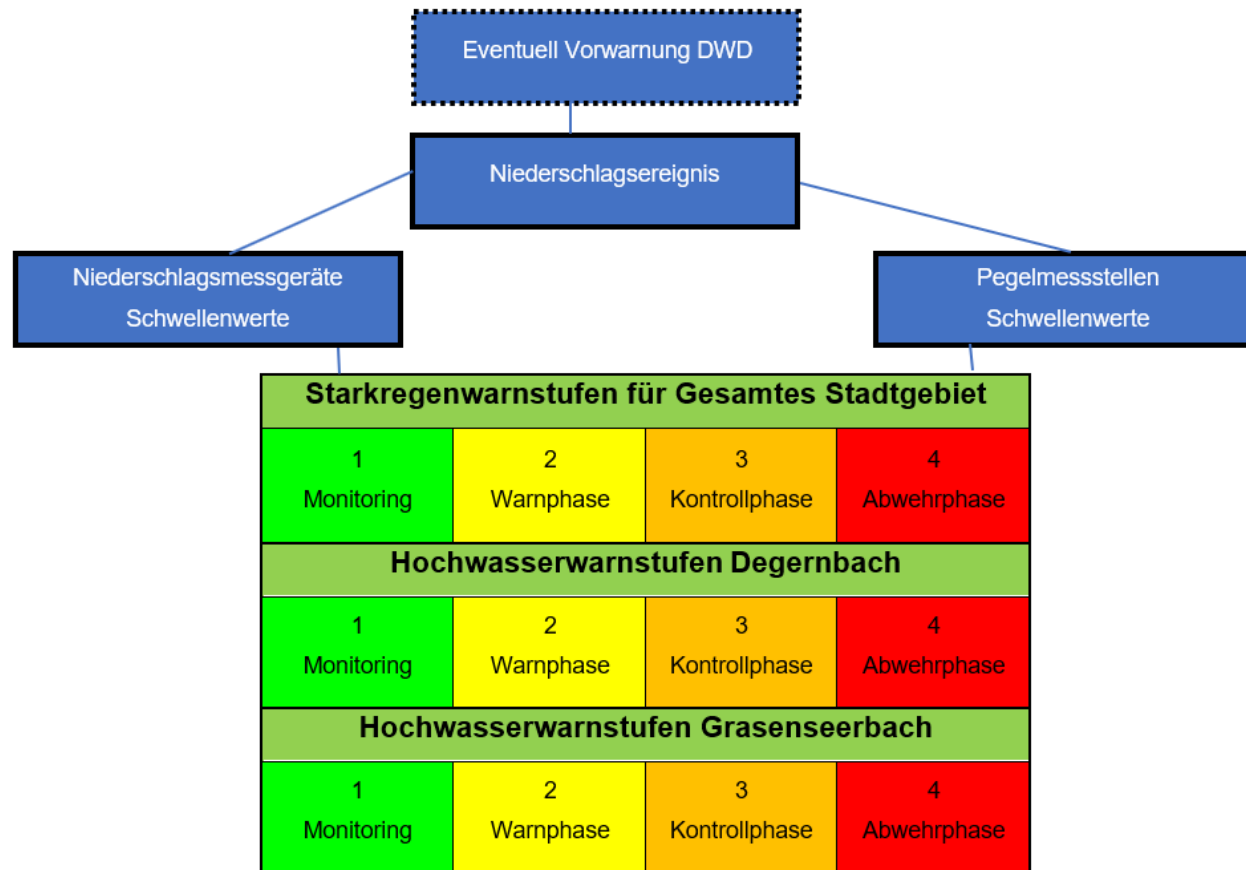 Eventuell Vorwarnung DWD
Niederschlagsereignis
Niederschlagsmessgeräte
Schwellenwerte
Pegelmessstellen
Schwellenwerte
Starkregenwarnstufen für Gesamtes Stadtgebiet
1
Monitoring
2
Warnphase
3
Kontrollphase
4
Abwehrphase
Hochwasserwarnstufen Degernbach
1
Monitoring
2
Warnphase
3
Kontrollphase
4
Abwehrphase
Hochwasserwarnstufen Grasenseerbach
1
Monitoring
2
Warnphase
3
Kontrollphase
4
Abwehrphase